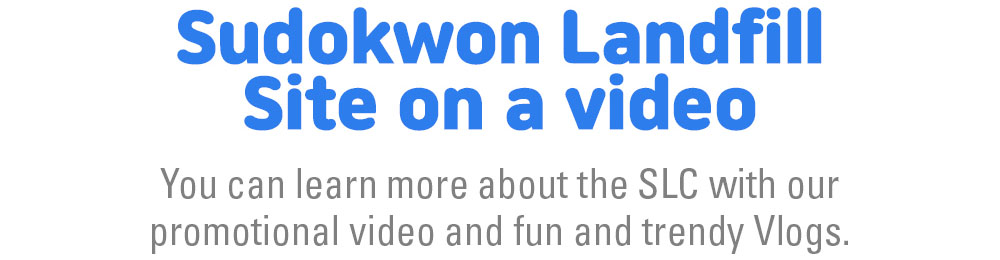 Sudokwon Landfill
Site on a video
You can learn more about the SLC with our
promotional video and fun and trendy Vlogs.